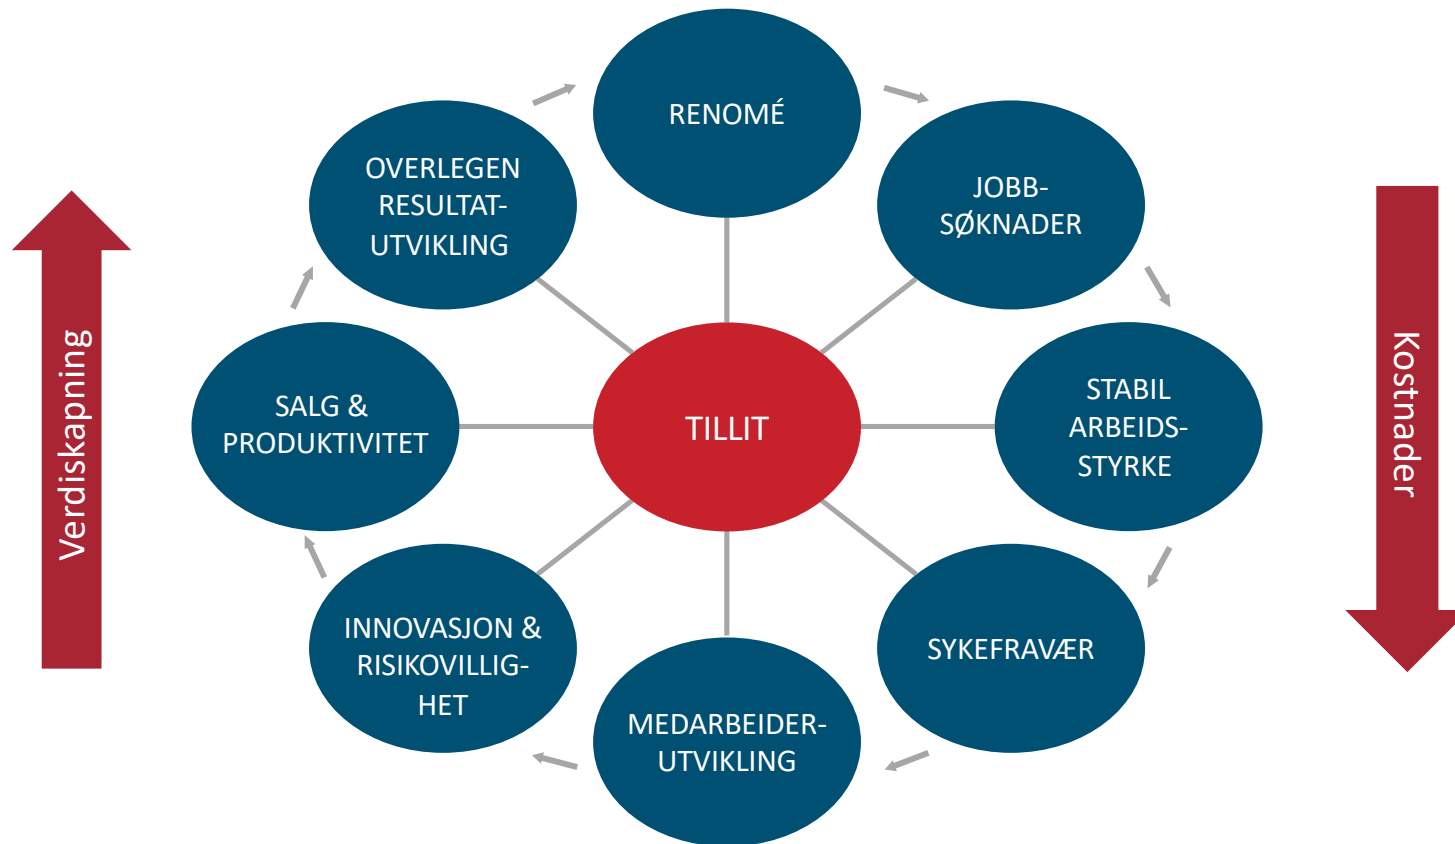 RENOMÉ
JOBB-
SØKNADER
STABIL
ARBEIDS-
STYRKE
SYKEFRAVÆR
MEDARBEIDER-
UTVIKLING
INNOVASJON &
RISIKOVILLIG-
HET
SALG &
PRODUKTIVITET
OVERLEGEN
RESULTAT-
UTVIKLING
TILLIT
Verdiskapning
Kostnader